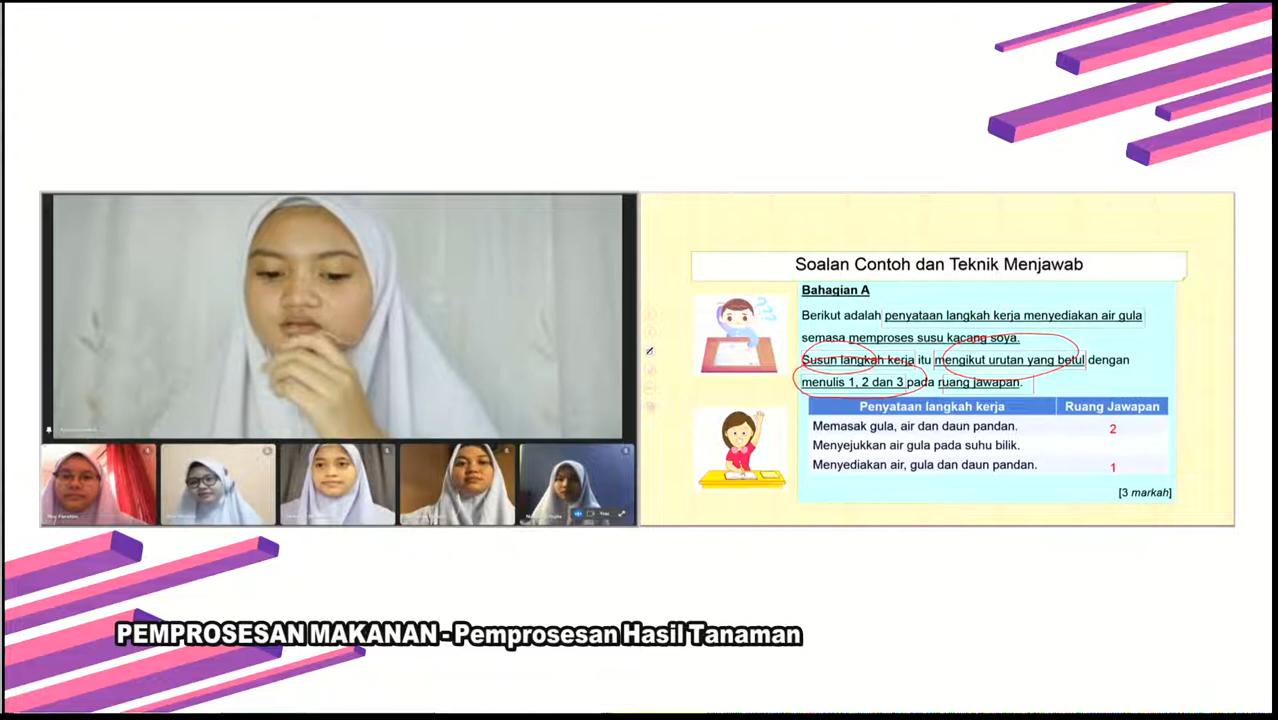 Soalan Contoh dan Teknik Menjawab
Bahagian A
Berikut adalah penyataan langkah kerja menyediakan air gula
semasa memproses susu kacang soya.
Susun langkah kerja itu mengikut urutan yang betul dengan
menulis 1, 2 dan 3 pada ruang jawapan.
Penyataan langkah kerja Ruang Jawapan
Memasak gula, air dan daun pandan. 2
Menyejukkan air gula pada suhu bilik.
Menyediakan air, gula dan daun pandan. 1
[3 markah]
You
PEMPROSESAN MAKANAN - Pemprosesan Hasil Tanaman